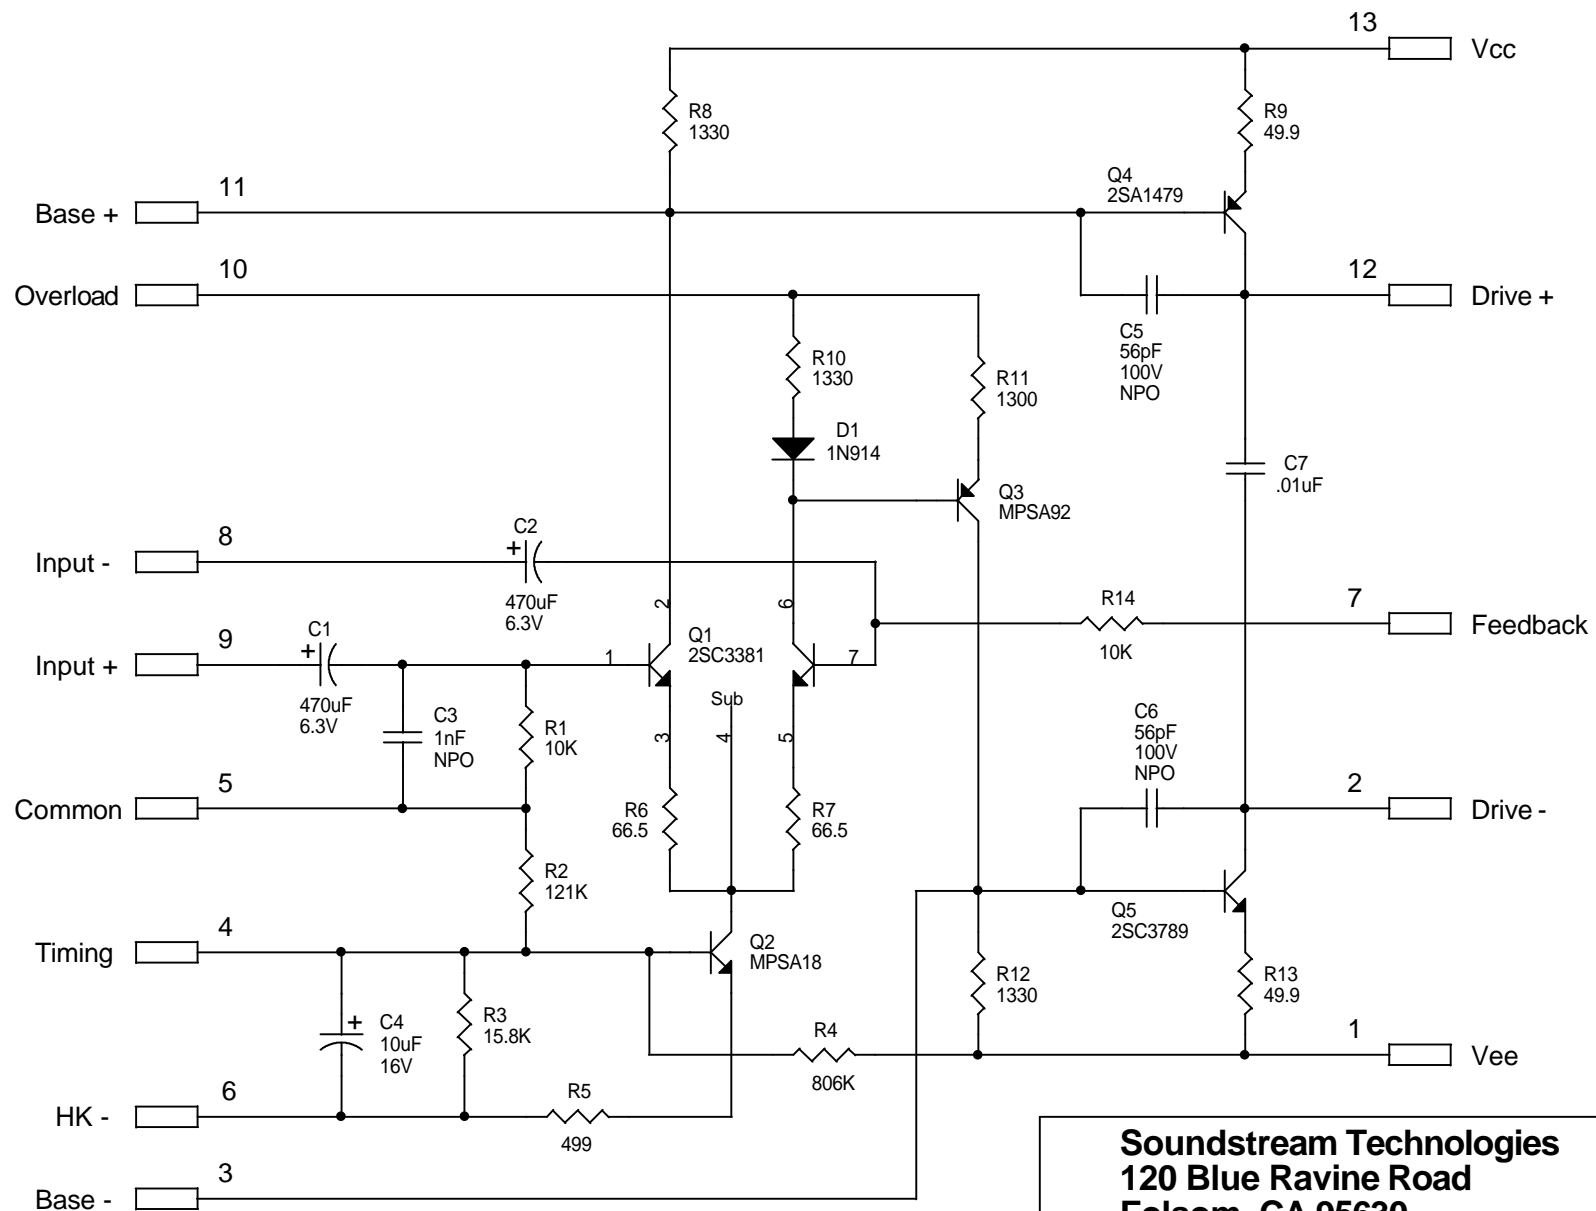 13
Vcc
R8
1330
R9
49.9
Q4
2SA1479
11
Base +
10
Overload
12
Drive +
C5
56pF
100V
NPO
R10
1330
R11
1300
D1
1N914
C7
.01uF
Q3
MPSA92
8
Input -
C2
+
470uF
6.3V
2
6
R14
10K
7
Feedback
9
Input +
C1
+
470uF
6.3V
1
Q1
2SC3381
7
Sub
C3
1nF
NPO
R1
10K
3
4
5
C6
56pF
100V
NPO
5
Common
R6
66.5
R7
66.5
2
Drive -
R2
121K
Q5
2SC3789
4
Timing
Q2
MPSA18
R12
1330
R13
49.9
C4
+
10uF
16V
R3
15.8K
R4
806K
1
Vee
6
HK -
R5
499
3
Base -
Soundstream Technologies
120 Blue Ravine Road
Folsom, CA 95630